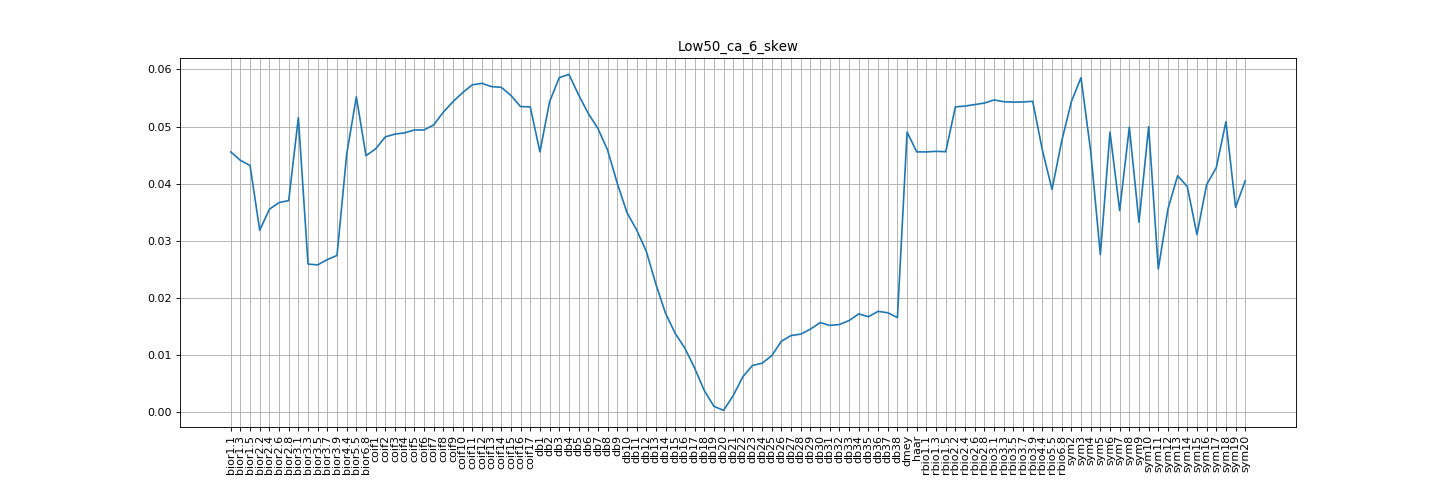 Low50_ca_6_skew
0.06
0.05
0.04
0.03
0.02
0.01
0.00
bior1.1
bior1.3
bior1.5
bior2.2
bior2.4
bior2.6
bior2.8
bior3.1
bior3.3
bior3.5
bior3.7
bior3.9
bior4.4
bior5.5
bior6.8
coif1
coif2
coif3
coif4
coif5
coif6
coif7
coif8
coif9
coif10
coif11
coif12
coif13
coif14
coif15
coif16
coif17
db1
db2
db3
db4
db5
db6
db7
db8
db9
db10
db11
db12
db13
db14
db15
db16
db17
db18
db19
db20
db21
db22
db23
db24
db25
db26
db27
db28
db29
db30
db31
db32
db33
db34
db35
db36
db37
db38
dmey
haar
rbio1.1
rbio1.3
rbio1.5
rbio2.2
rbio2.4
rbio2.6
rbio2.8
rbio3.1
rbio3.3
rbio3.5
rbio3.7
rbio3.9
rbio4.4
rbio5.5
rbio6.8
sym2
sym3
sym4
sym5
sym6
sym7
sym8
sym9
sym10
sym11
sym12
sym13
sym14
sym15
sym16
sym17
sym18
sym19
sym20